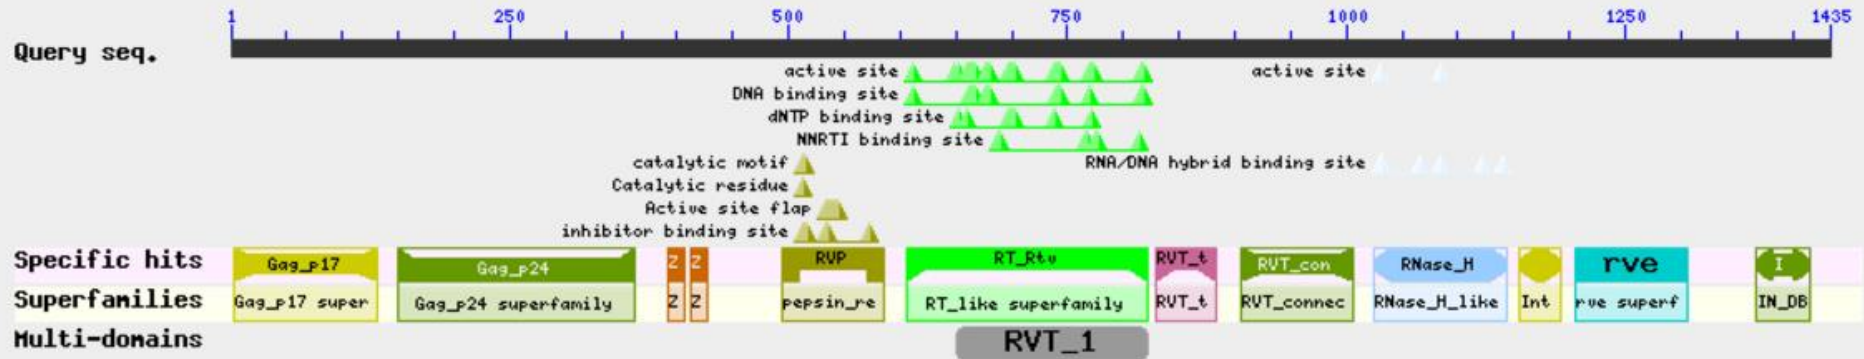 1 250 500 750 1000 1250 1435
Query seq.
active site active site
DNA binding site
dNTP binding site
NNRTI binding site
catalytic motif RNA/DNA hybrid binding site
Catalytic residue
Active site flap
inhibitor binding site
Specific hits Gag_p17 Gag_p24 Z Z RVP RT_Rtv RVT_t RVT_con RNase_H rve I
Superfamilies Gag_p17 super Gag_p24 superfamily Z Z pepsin_re RT_like superfamily RVT_t RVT_connec RNase_H_like Int rve superf IN_DB
Multi-domains RVT_1